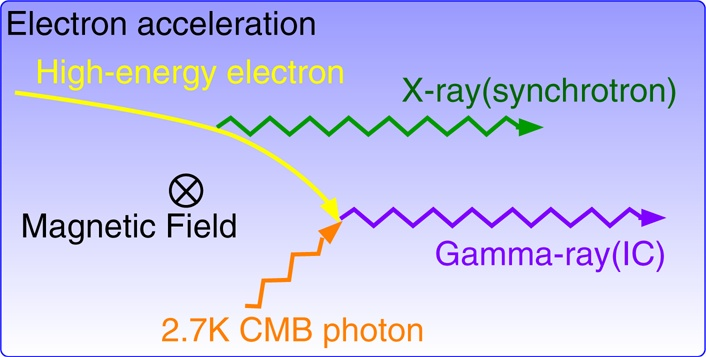 Electron acceleration
High-energy electron
X-ray(synchrotron)
Magnetic Field
Gamma-ray(IC)
2.7K CMB photon